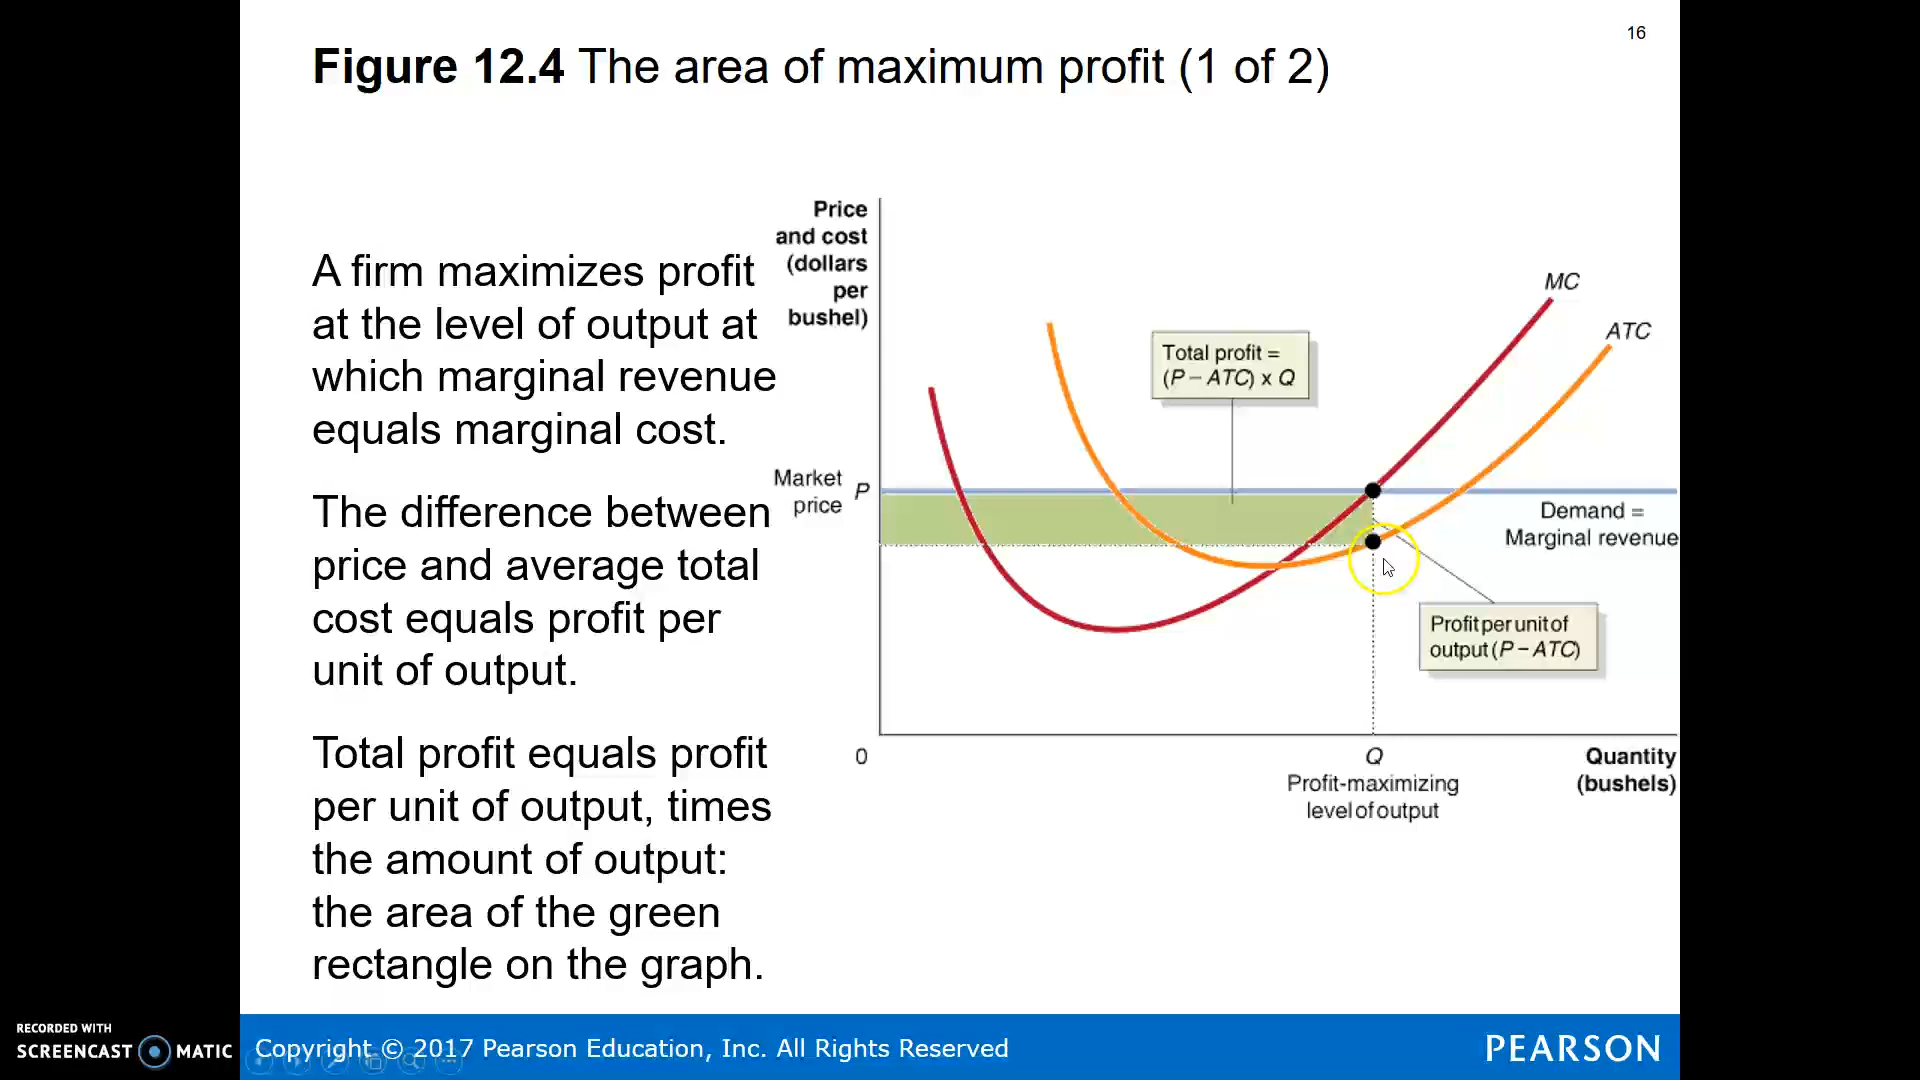 16
Figure 12.4 The area of maximum profit (1 of 2)
A firm maximizes profit
at the level of output at
which marginal revenue
equals marginal cost.
The difference between
price and average total
cost equals profit per
unit of output.
Total profit equals profit
per unit of output, times
the amount of output:
the area of the green
rectangle on the graph.
Price
and cost
(dollars
per
bushel)
MC
ATC
Total profit =
(P – ATC) x Q
Market
price
P
Demand =
Marginal revenue
Profit per unit of
output (P – ATC)
0
Q
Profit-maximizing
level of output
Quantity
(bushels)
RECORDED WITH
SCREENCAST MATIC
Copyright © 2017 Pearson Education, Inc. All Rights Reserved
PEARSON